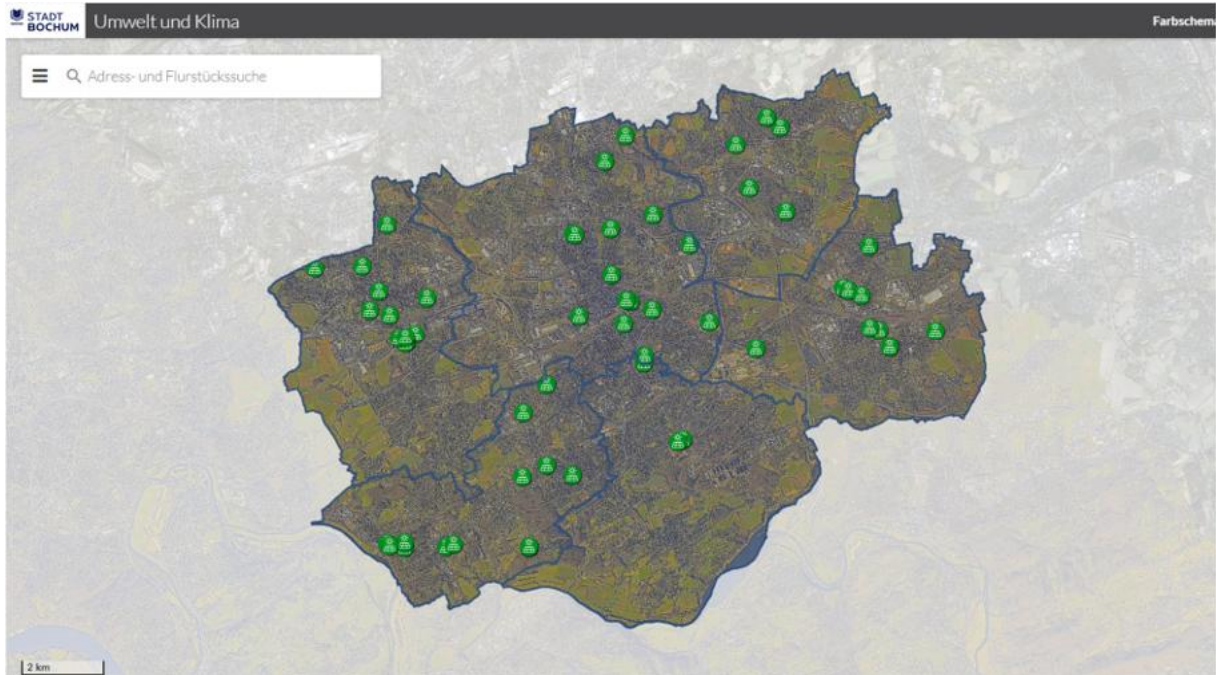 STADT
BOCHUM
Umwelt und Klima
Farbschema
Adress- und Flurstückssuche
2 km